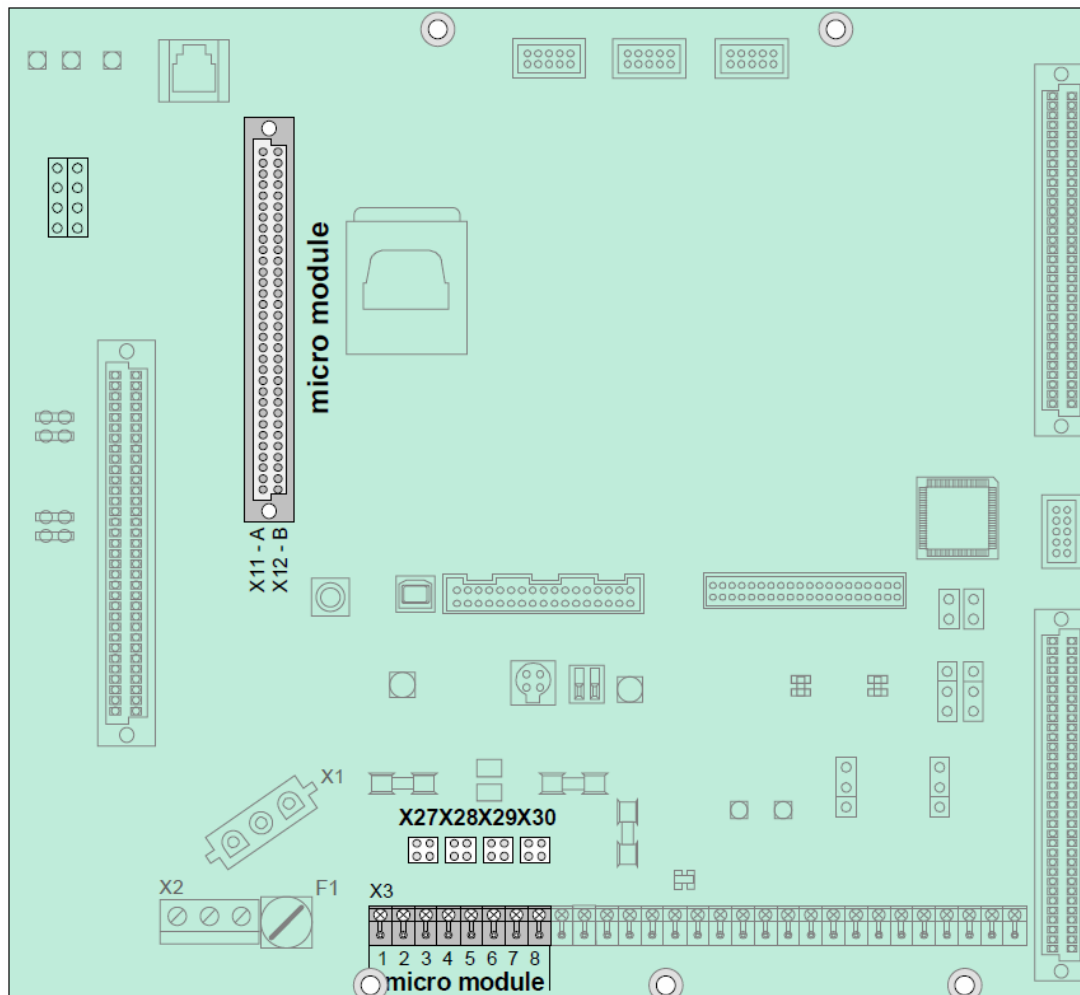 micro module
X11 - A
X12 - B
X1
X27X28X29X30
X2
F1
X3
1 2 3 4 5 6 7 8
micro module